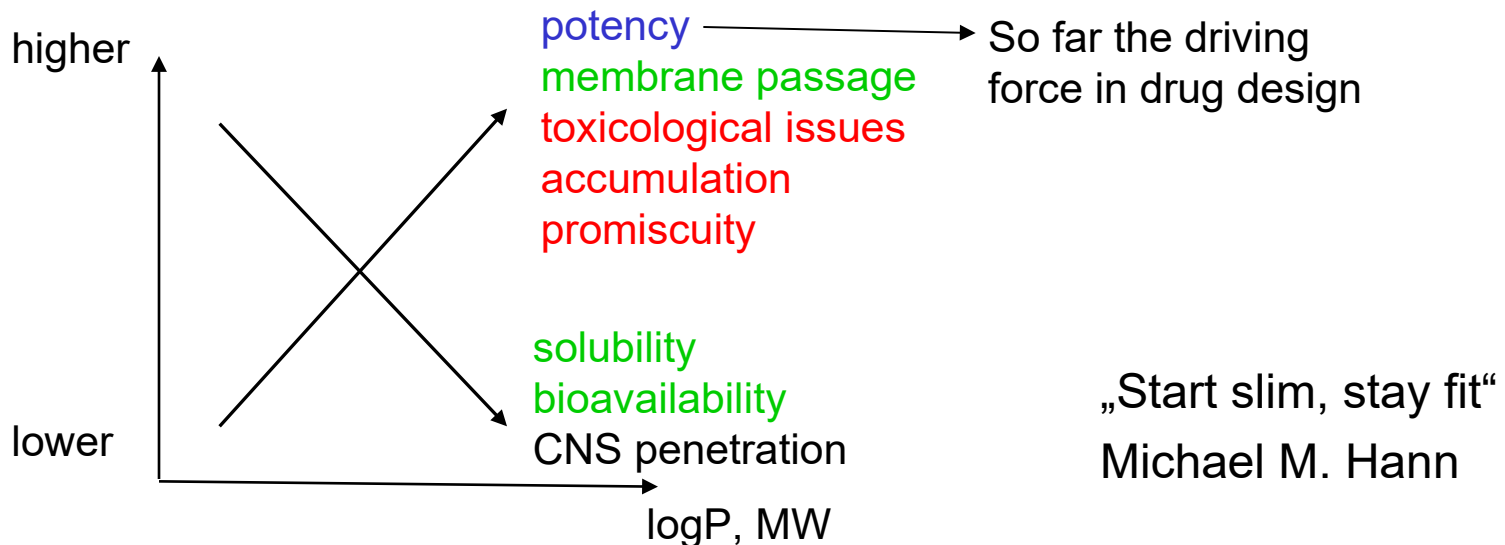 higher
potency
membrane passage
toxicological issues
accumulation
promiscuity
So far the driving
force in drug design
solubility
bioavailability
CNS penetration
lower
logP, MW
„Start slim, stay fit“
Michael M. Hann